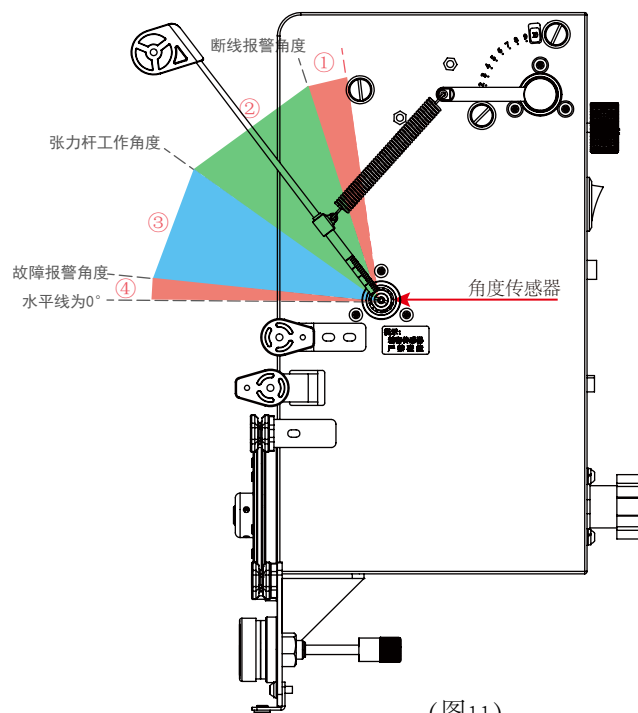 断线报警角度
①
②
张力杆工作角度
③
故障报警角度
④
水平线为0°
角度传感器
(图11)